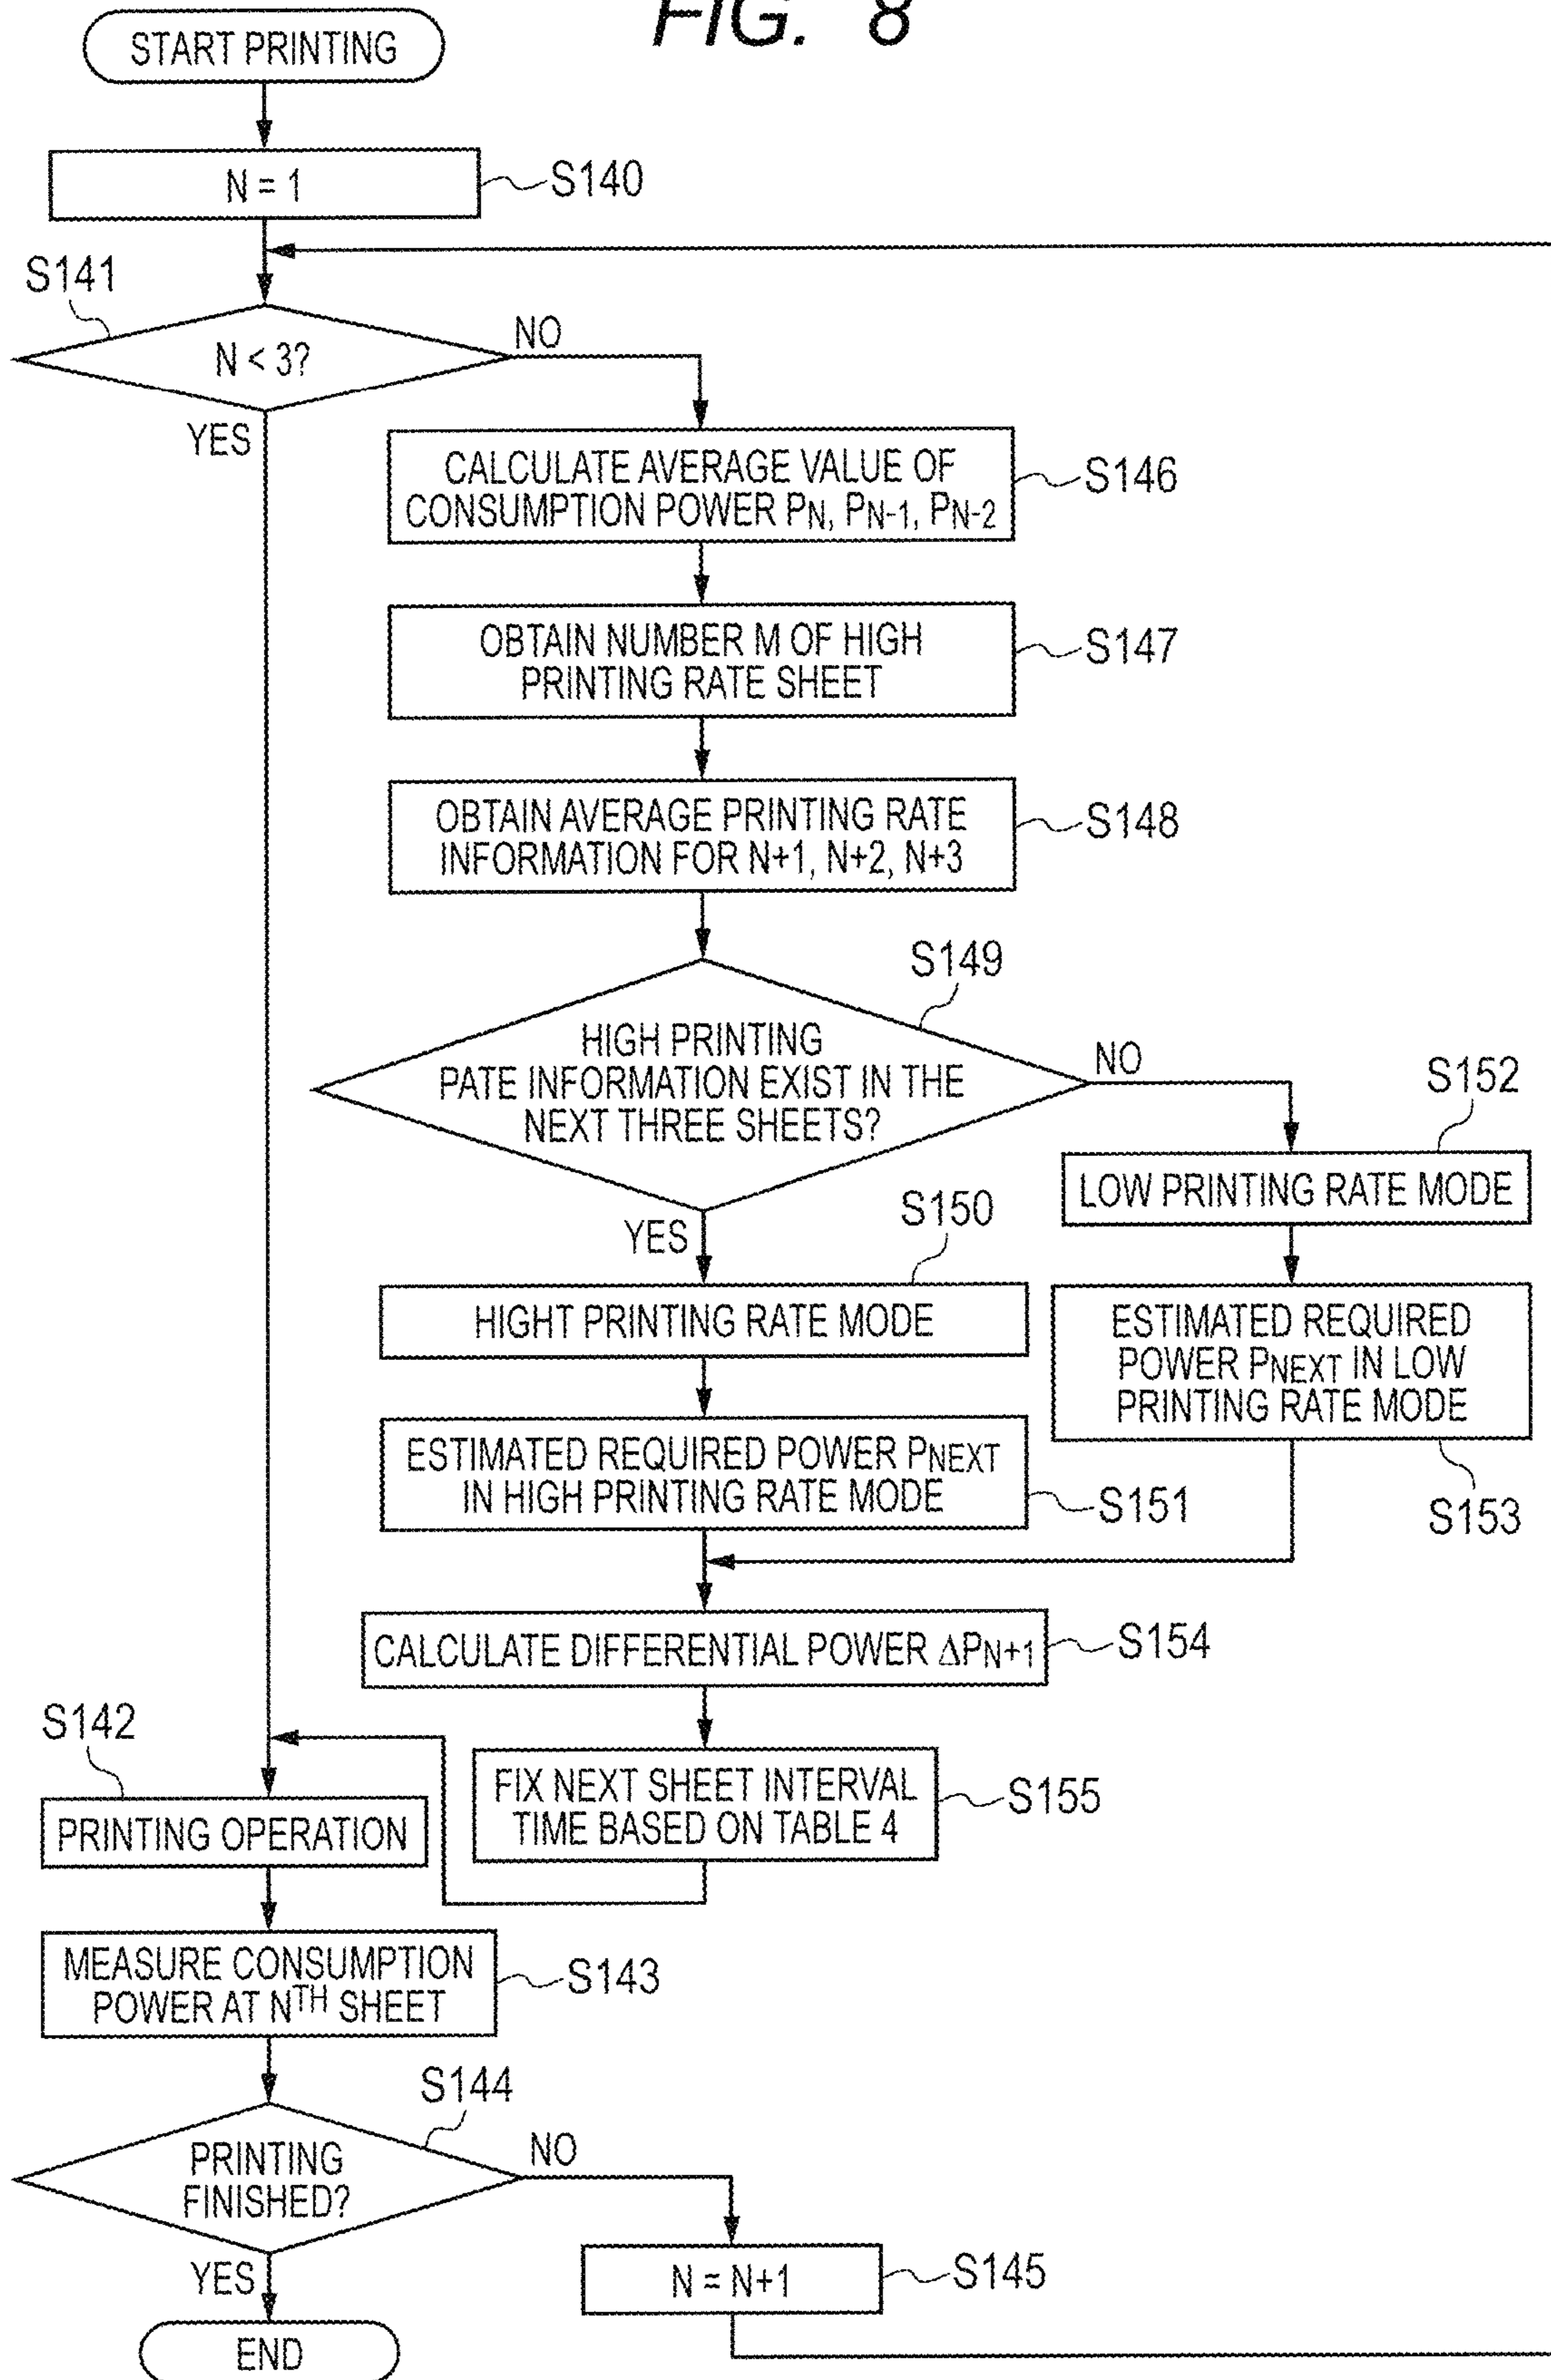 FIG. 8
START PRINTING
N = 1
S140
S141
N < 3?
NO
YES
CALCULATE AVERAGE VALUE OF
CONSUMPTION POWER PN, PN-1, PN-2
S146
OBTAIN NUMBER M OF HIGH
PRINTING RATE SHEET
S147
OBTAIN AVERAGE PRINTING RATE
INFORMATION FOR N+1, N+2, N+3
S148
S149
HIGH PRINTING
PATE INFORMATION EXIST IN THE
NEXT THREE SHEETS?
NO
YES
S152
LOW PRINTING RATE MODE
S150
HIGHT PRINTING RATE MODE
ESTIMATED REQUIRED
POWER PNEXT IN LOW
PRINTING RATE MODE
S153
ESTIMATED REQUIRED POWER PNEXT
IN HIGH PRINTING RATE MODE
S151
CALCULATE DIFFERENTIAL POWER ΔPN+1
S154
FIX NEXT SHEET INTERVAL
TIME BASED ON TABLE 4
S155
S142
PRINTING OPERATION
MEASURE CONSUMPTION
POWER AT NTH SHEET
S143
S144
PRINTING
FINISHED?
NO
YES
N = N+1
S145
END